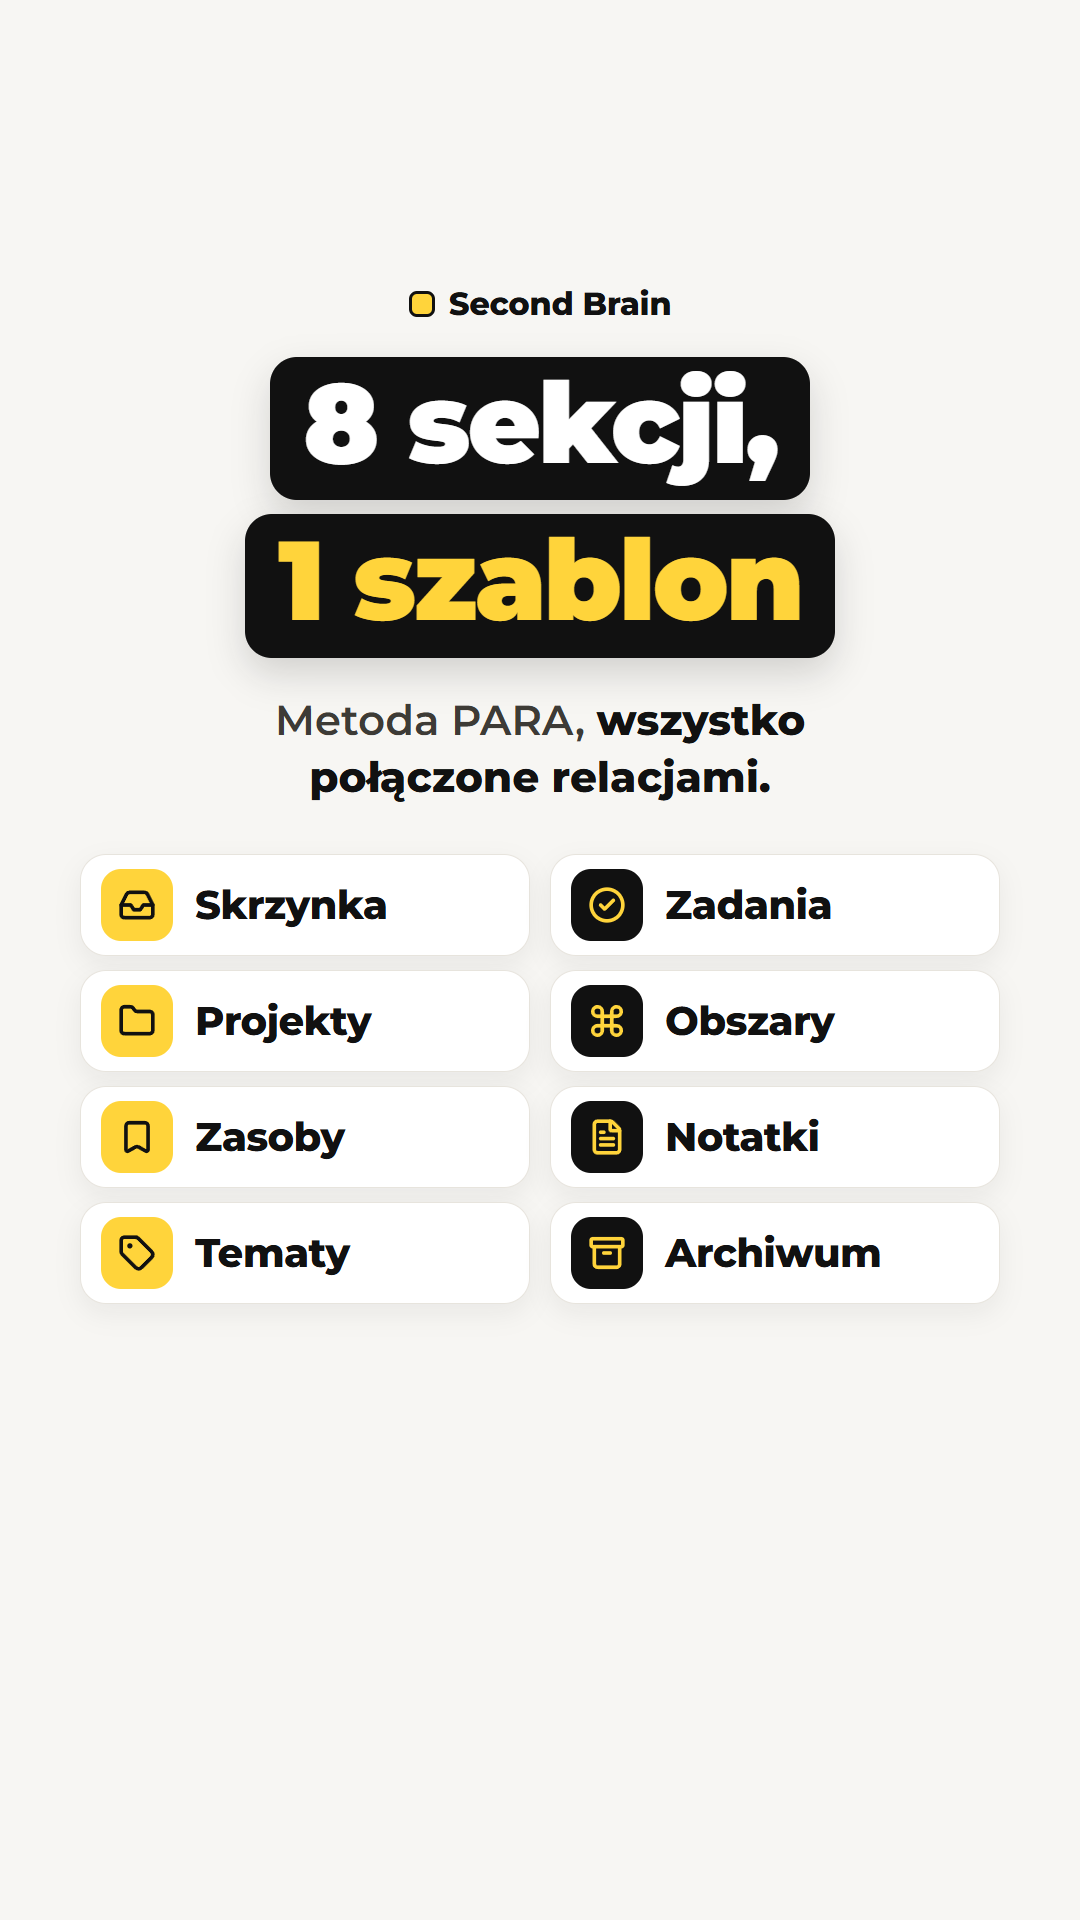 Second Brain
8 sekcji,
1 szablon
Metoda PARA, wszystko
połączone relacjami.
Skrzynka
Zadania
Projekty
Obszary
Zasoby
Notatki
Tematy
Archiwum